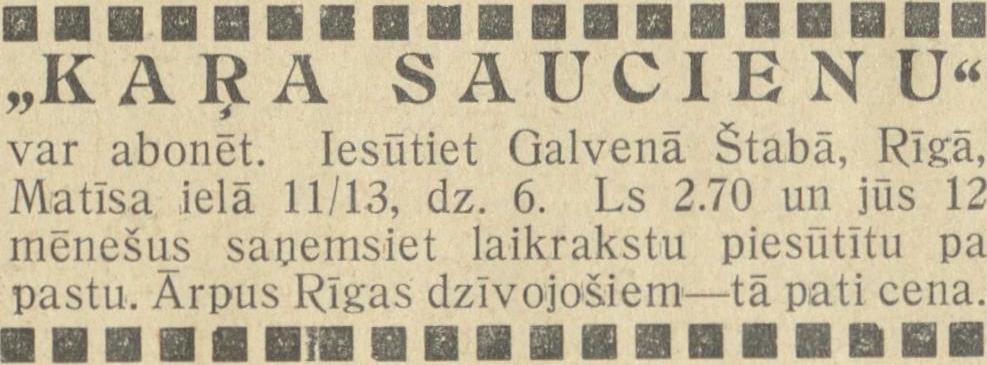 „KAŖA SAUCIENU“
var abonēt. Iesūtiet Galvenā Štabā, Rīgā,
Matīsa ielā 11/13, dz. 6. Ls 2.70 un jūs 12
mēnešus saņemsiet laikrakstu piesūtītu pa
pastu. Ārpus Rīgas dzīvojošiem—tā pati cena.